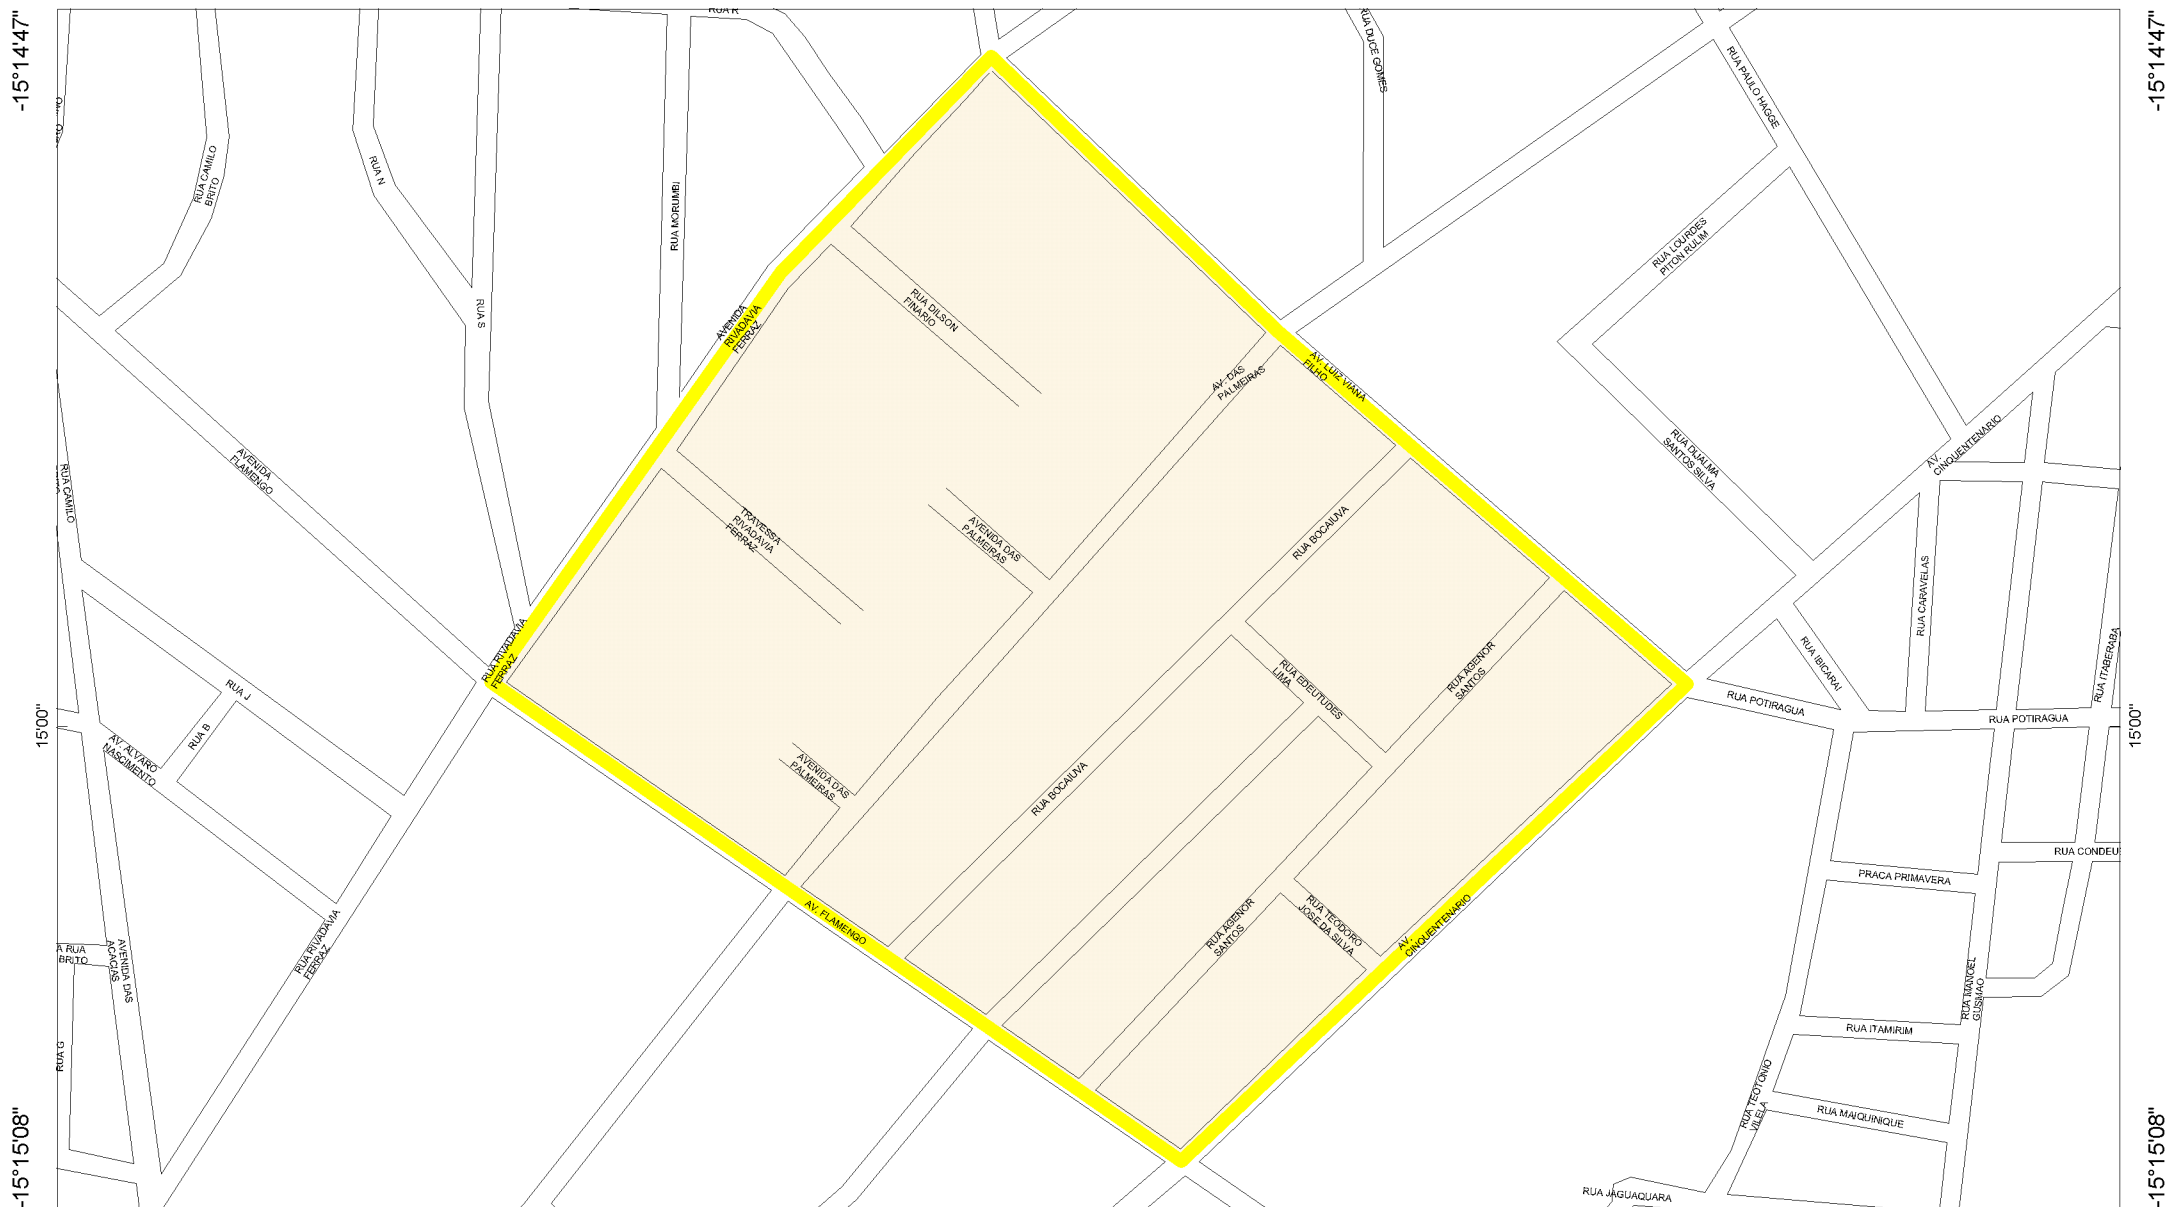 -15°14'47"
-15°14'47"
RUA R
RUA DUCE GOMES
RUA PAULO HAGGE
RUA CAMILO
BRITO
RUA N
RUA MORUMBI
RUA LOURDES
PITON RULIM
RUA S
AVENIDA
RIVADAVIA
FERRAZ
RUA DILSON
FINARIO
AV. LUIZ VIANA
FILHO
AV. DAS
PALMEIRAS
RUA DIJALMA
SANTOS SILVA
AV.
CINQUENTENARIO
AVENIDA
FLAMENGO
RUA CAMILO
TRAVESSA
RIVADAVIA
FERRAZ
AVENIDA DAS
PALMEIRAS
RUA BOCAIUVA
RUA CARAVELAS
RUA IBICARAI
RUA ITABERABA
RUA RIVADAVIA
FERRAZ
RUA EDEUTUDES
LIMA
RUA AGENOR
SANTOS
RUA J
RUA B
RUA POTIRAGUA
RUA POTIRAGUA
15'00"
15'00"
AV. ALVARO
NASCIMENTO
AVENIDA DAS
PALMEIRAS
RUA BOCAIUVA
RUA CONDEU
PRACA PRIMAVERA
AV. FLAMENGO
RUA AGENOR
SANTOS
RUA TEODORO
JOSE DA SILVA
AV.
CINQUENTENARIO
RUA RIVADAVIA
FERRAZ
A RUA
BRITO
AVENIDA DAS
ACACIAS
RUA MANOEL
GUSMAO
RUA ITAMIRIM
RUA G
RUA TEOTONIO
VILELA
RUA MAIQUINIQUE
RUA JAGUAQUARA
-15°15'08"
-15°15'08"